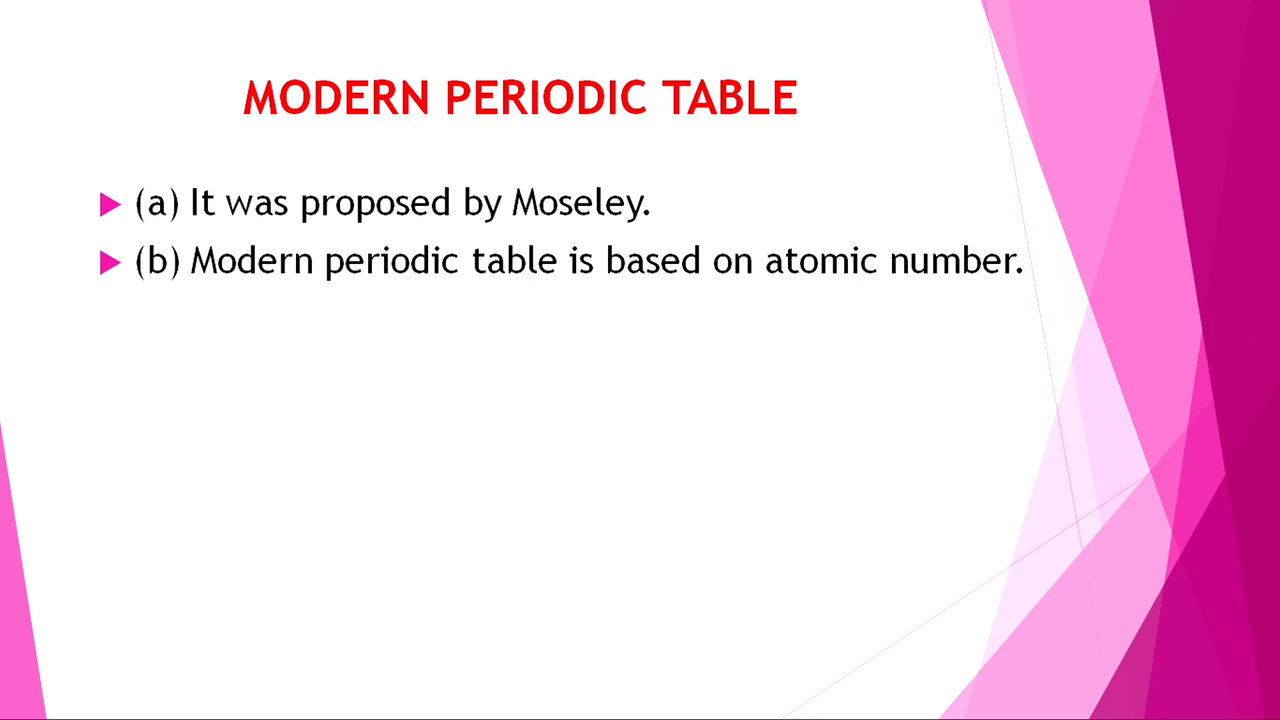 MODERN PERIODIC TABLE
(a) It was proposed by Moseley.
(b) Modern periodic table is based on atomic number.